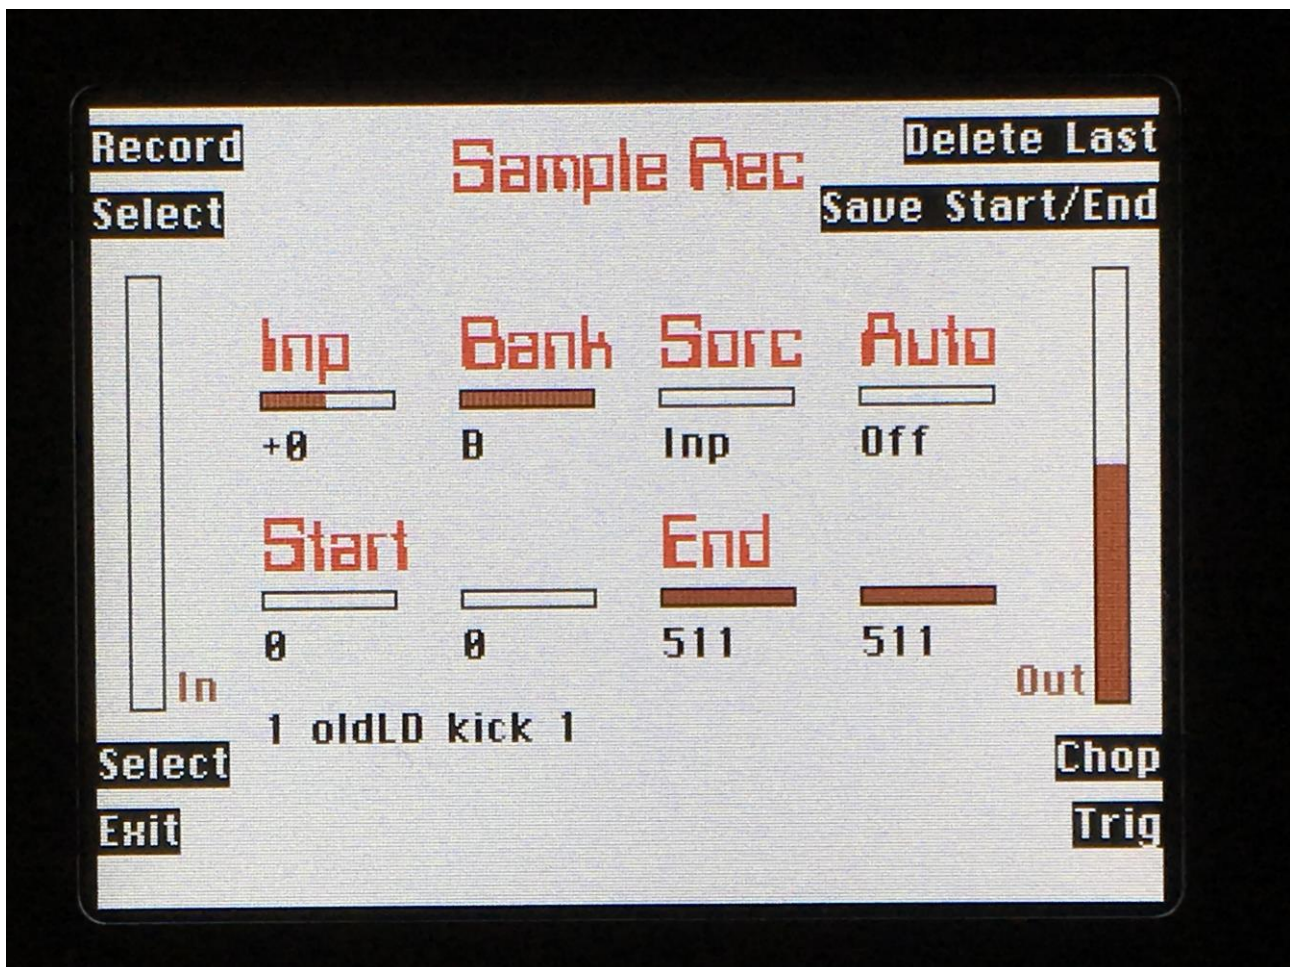 Record
Sample Rec
Delete Last
Select
Save Start/End
Inp Bank Sorc Auto
+0 B Inp Off
Start End
0 0 511 511
In
Out
1 oldLD kick 1
Select
Chop
Exit
Trig